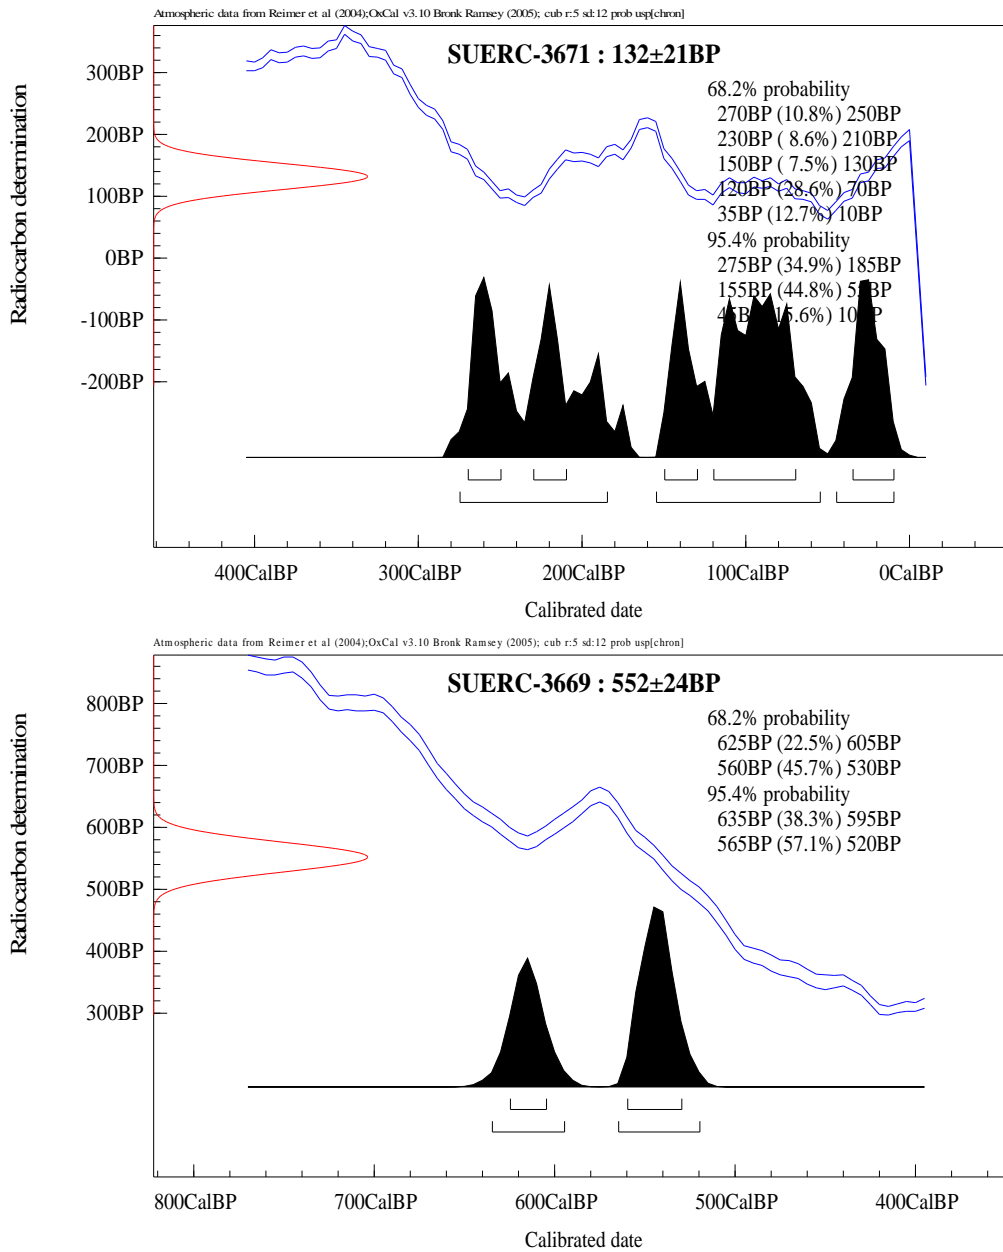 Atmospheric data from Reimer et al (2004);OxCal v3.10 Bronk Ramsey (2005); cub r:5 sd:12 prob usp[chron]
SUERC-3671 : 132±21BP
68.2% probability
270BP (10.8%) 250BP
230BP ( 8.6%) 210BP
150BP ( 7.5%) 130BP
120BP (28.6%) 70BP
35BP (12.7%) 10BP
95.4% probability
275BP (34.9%) 185BP
155BP (44.8%) 55BP
45BP (15.6%) 10BP
Radiocarbon determination
300BP
200BP
100BP
0BP
-100BP
-200BP
400CalBP 300CalBP 200CalBP 100CalBP 0CalBP
Calibrated date
Atmospheric data from Reimer et al (2004);OxCal v3.10 Bronk Ramsey (2005); cub r:5 sd:12 prob usp[chron]
SUERC-3669 : 552±24BP
68.2% probability
625BP (22.5%) 605BP
560BP (45.7%) 530BP
95.4% probability
635BP (38.3%) 595BP
565BP (57.1%) 520BP
Radiocarbon determination
800BP
700BP
600BP
500BP
400BP
300BP
800CalBP 700CalBP 600CalBP 500CalBP 400CalBP
Calibrated date